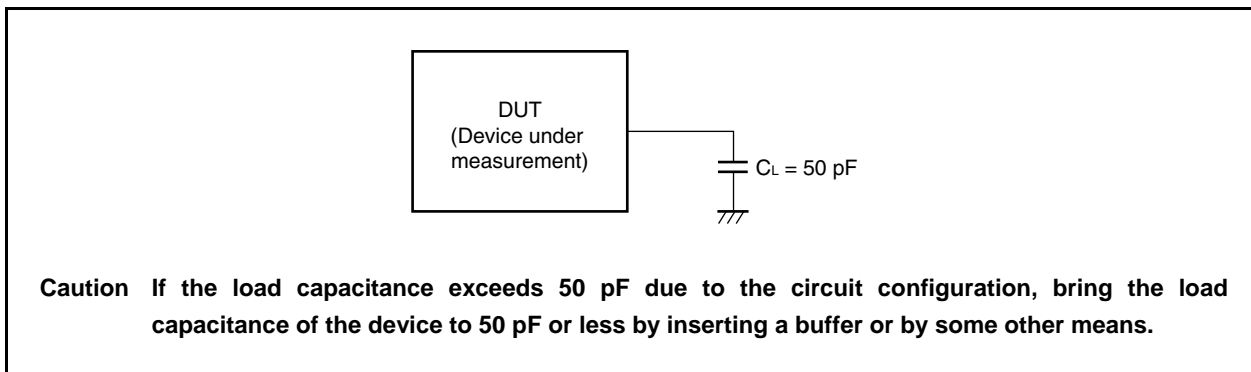 DUT
(Device under
measurement)
CL = 50 pF
Caution If the load capacitance exceeds 50 pF due to the circuit configuration, bring the load
capacitance of the device to 50 pF or less by inserting a buffer or by some other means.